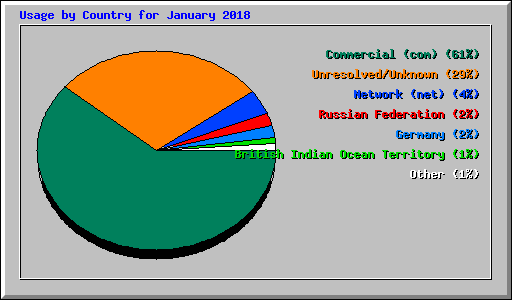 Usage by Country for January 2018
Commercial (com) (61%)
Unresolved/Unknown (29%)
Network (net) (4%)
Russian Federation (2%)
Germany (2%)
British Indian Ocean Territory (1%)
Other (1%)